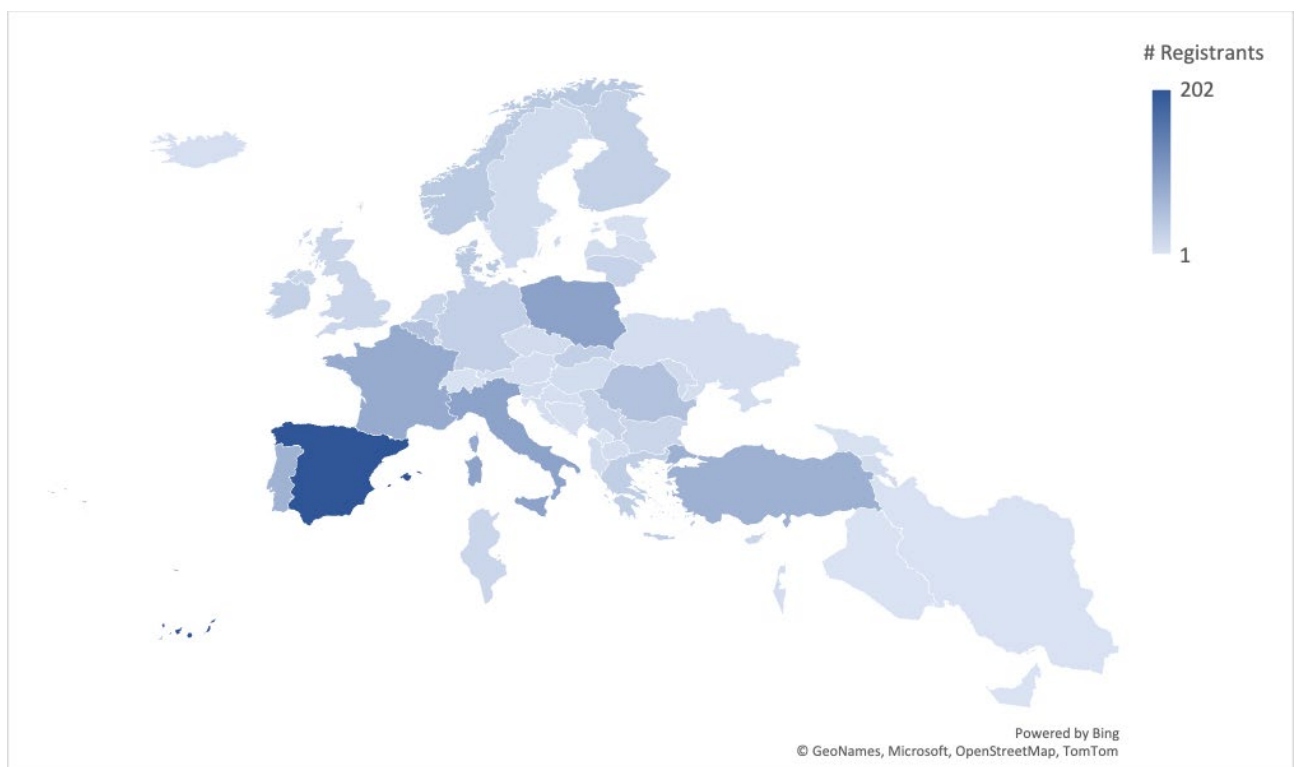 # Registrants
202
1
Powered by Bing
© GeoNames, Microsoft, OpenStreetMap, TomTom